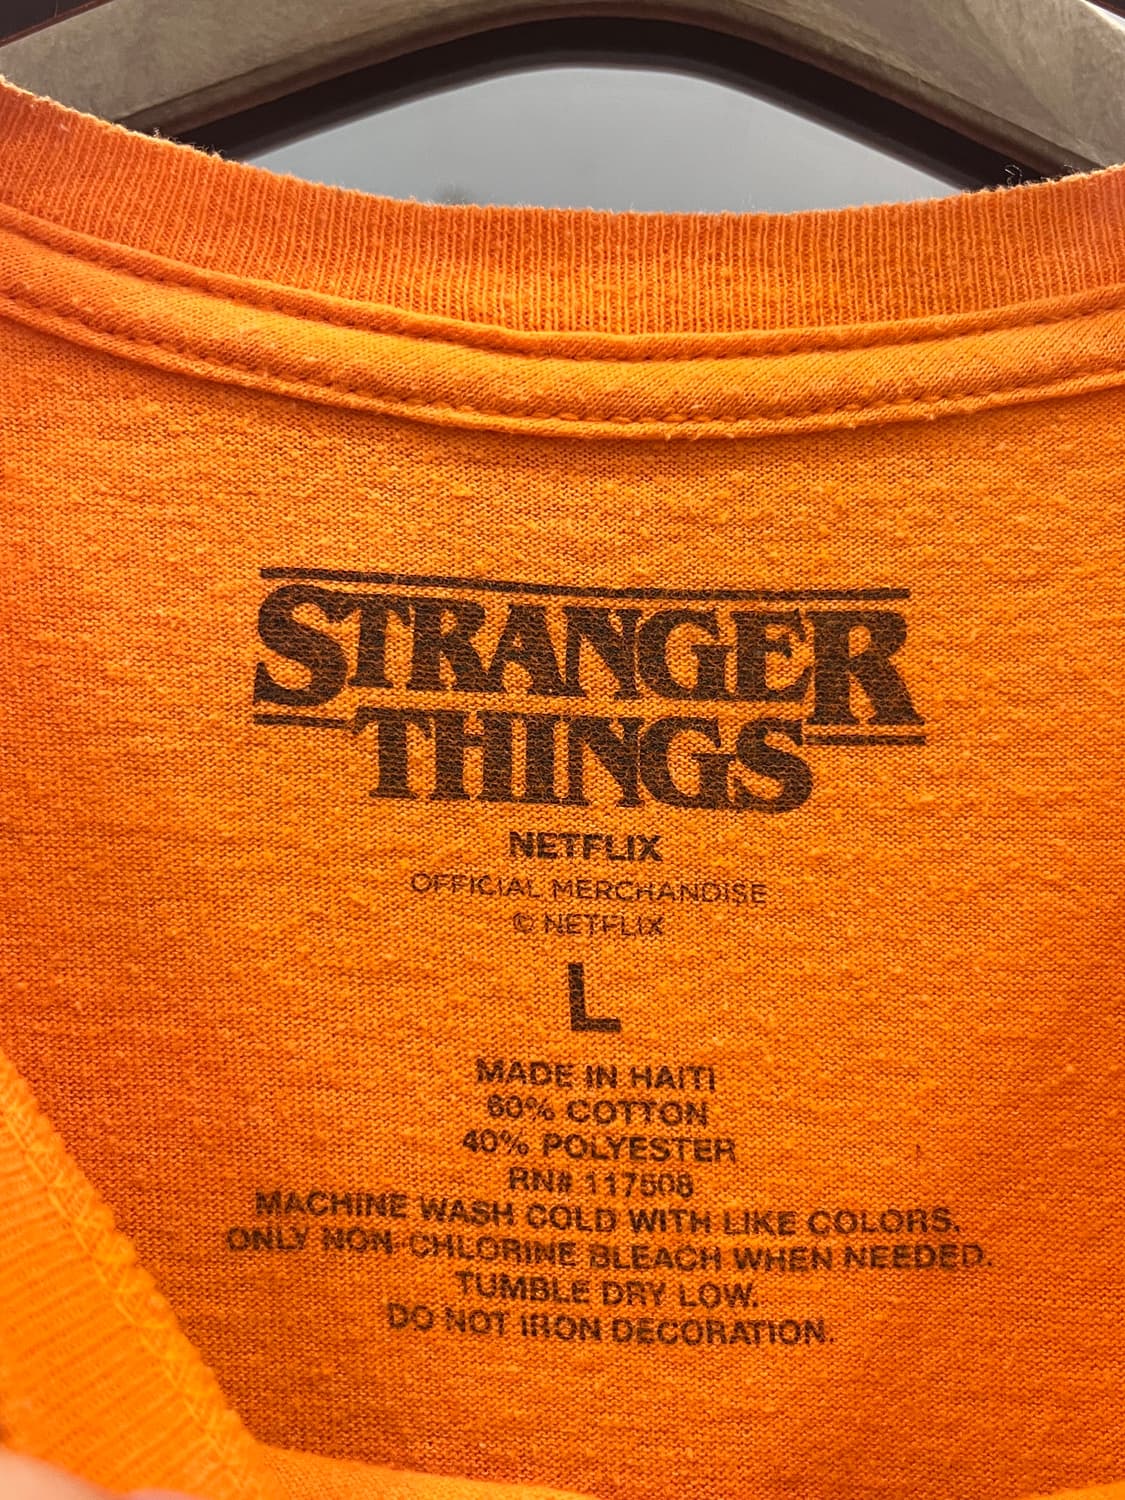 STRANGER
THINGS
NETFLIX
OFFICIAL MERCHANDISE
© NETFLIX
L
MADE IN HAITI
60% COTTON
40% POLYESTER
RN# 117508
MACHINE WASH COLD WITH LIKE COLORS.
ONLY NON-CHLORINE BLEACH WHEN NEEDED.
TUMBLE DRY LOW.
DO NOT IRON DECORATION.